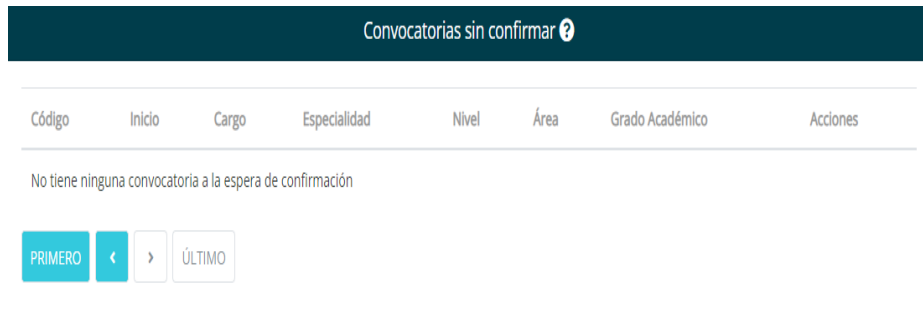 Convocatorias sin confirmar ?
Código Inicio Cargo Especialidad Nivel Área Grado Académico Acciones
No tiene ninguna convocatoria a la espera de confirmación
PRIMERO ‹ › ÚLTIMO